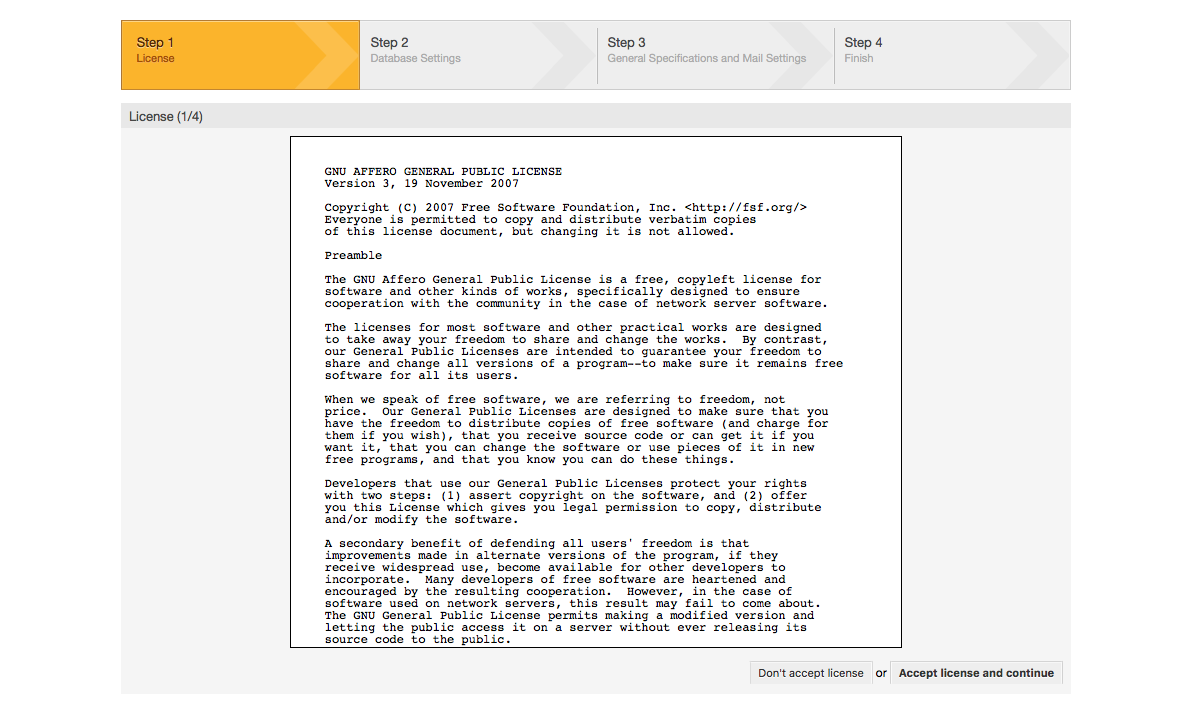 Step 1
License
Step 2
Database Settings
Step 3
General Specifications and Mail Settings
Step 4
Finish
License (1/4)
GNU AFFERO GENERAL PUBLIC LICENSE
Version 3, 19 November 2007
Copyright (C) 2007 Free Software Foundation, Inc. <http://fsf.org/>
Everyone is permitted to copy and distribute verbatim copies
of this license document, but changing it is not allowed.
Preamble
The GNU Affero General Public License is a free, copyleft license for
software and other kinds of works, specifically designed to ensure
cooperation with the community in the case of network server software.
The licenses for most software and other practical works are designed
to take away your freedom to share and change the works.  By contrast,
our General Public Licenses are intended to guarantee your freedom to
share and change all versions of a program--to make sure it remains free
software for all its users.
When we speak of free software, we are referring to freedom, not
price.  Our General Public Licenses are designed to make sure that you
have the freedom to distribute copies of free software (and charge for
them if you wish), that you receive source code or can get it if you
want it, that you can change the software or use pieces of it in new
free programs, and that you know you can do these things.
Developers that use our General Public Licenses protect your rights
with two steps: (1) assert copyright on the software, and (2) offer
you this License which gives you legal permission to copy, distribute
and/or modify the software.
A secondary benefit of defending all users' freedom is that
improvements made in alternate versions of the program, if they
receive widespread use, become available for other developers to
incorporate.  Many developers of free software are heartened and
encouraged by the resulting cooperation.  However, in the case of
software used on network servers, this result may fail to come about.
The GNU General Public License permits making a modified version and
letting the public access it on a server without ever releasing its
source code to the public.
Don't accept license or Accept license and continue